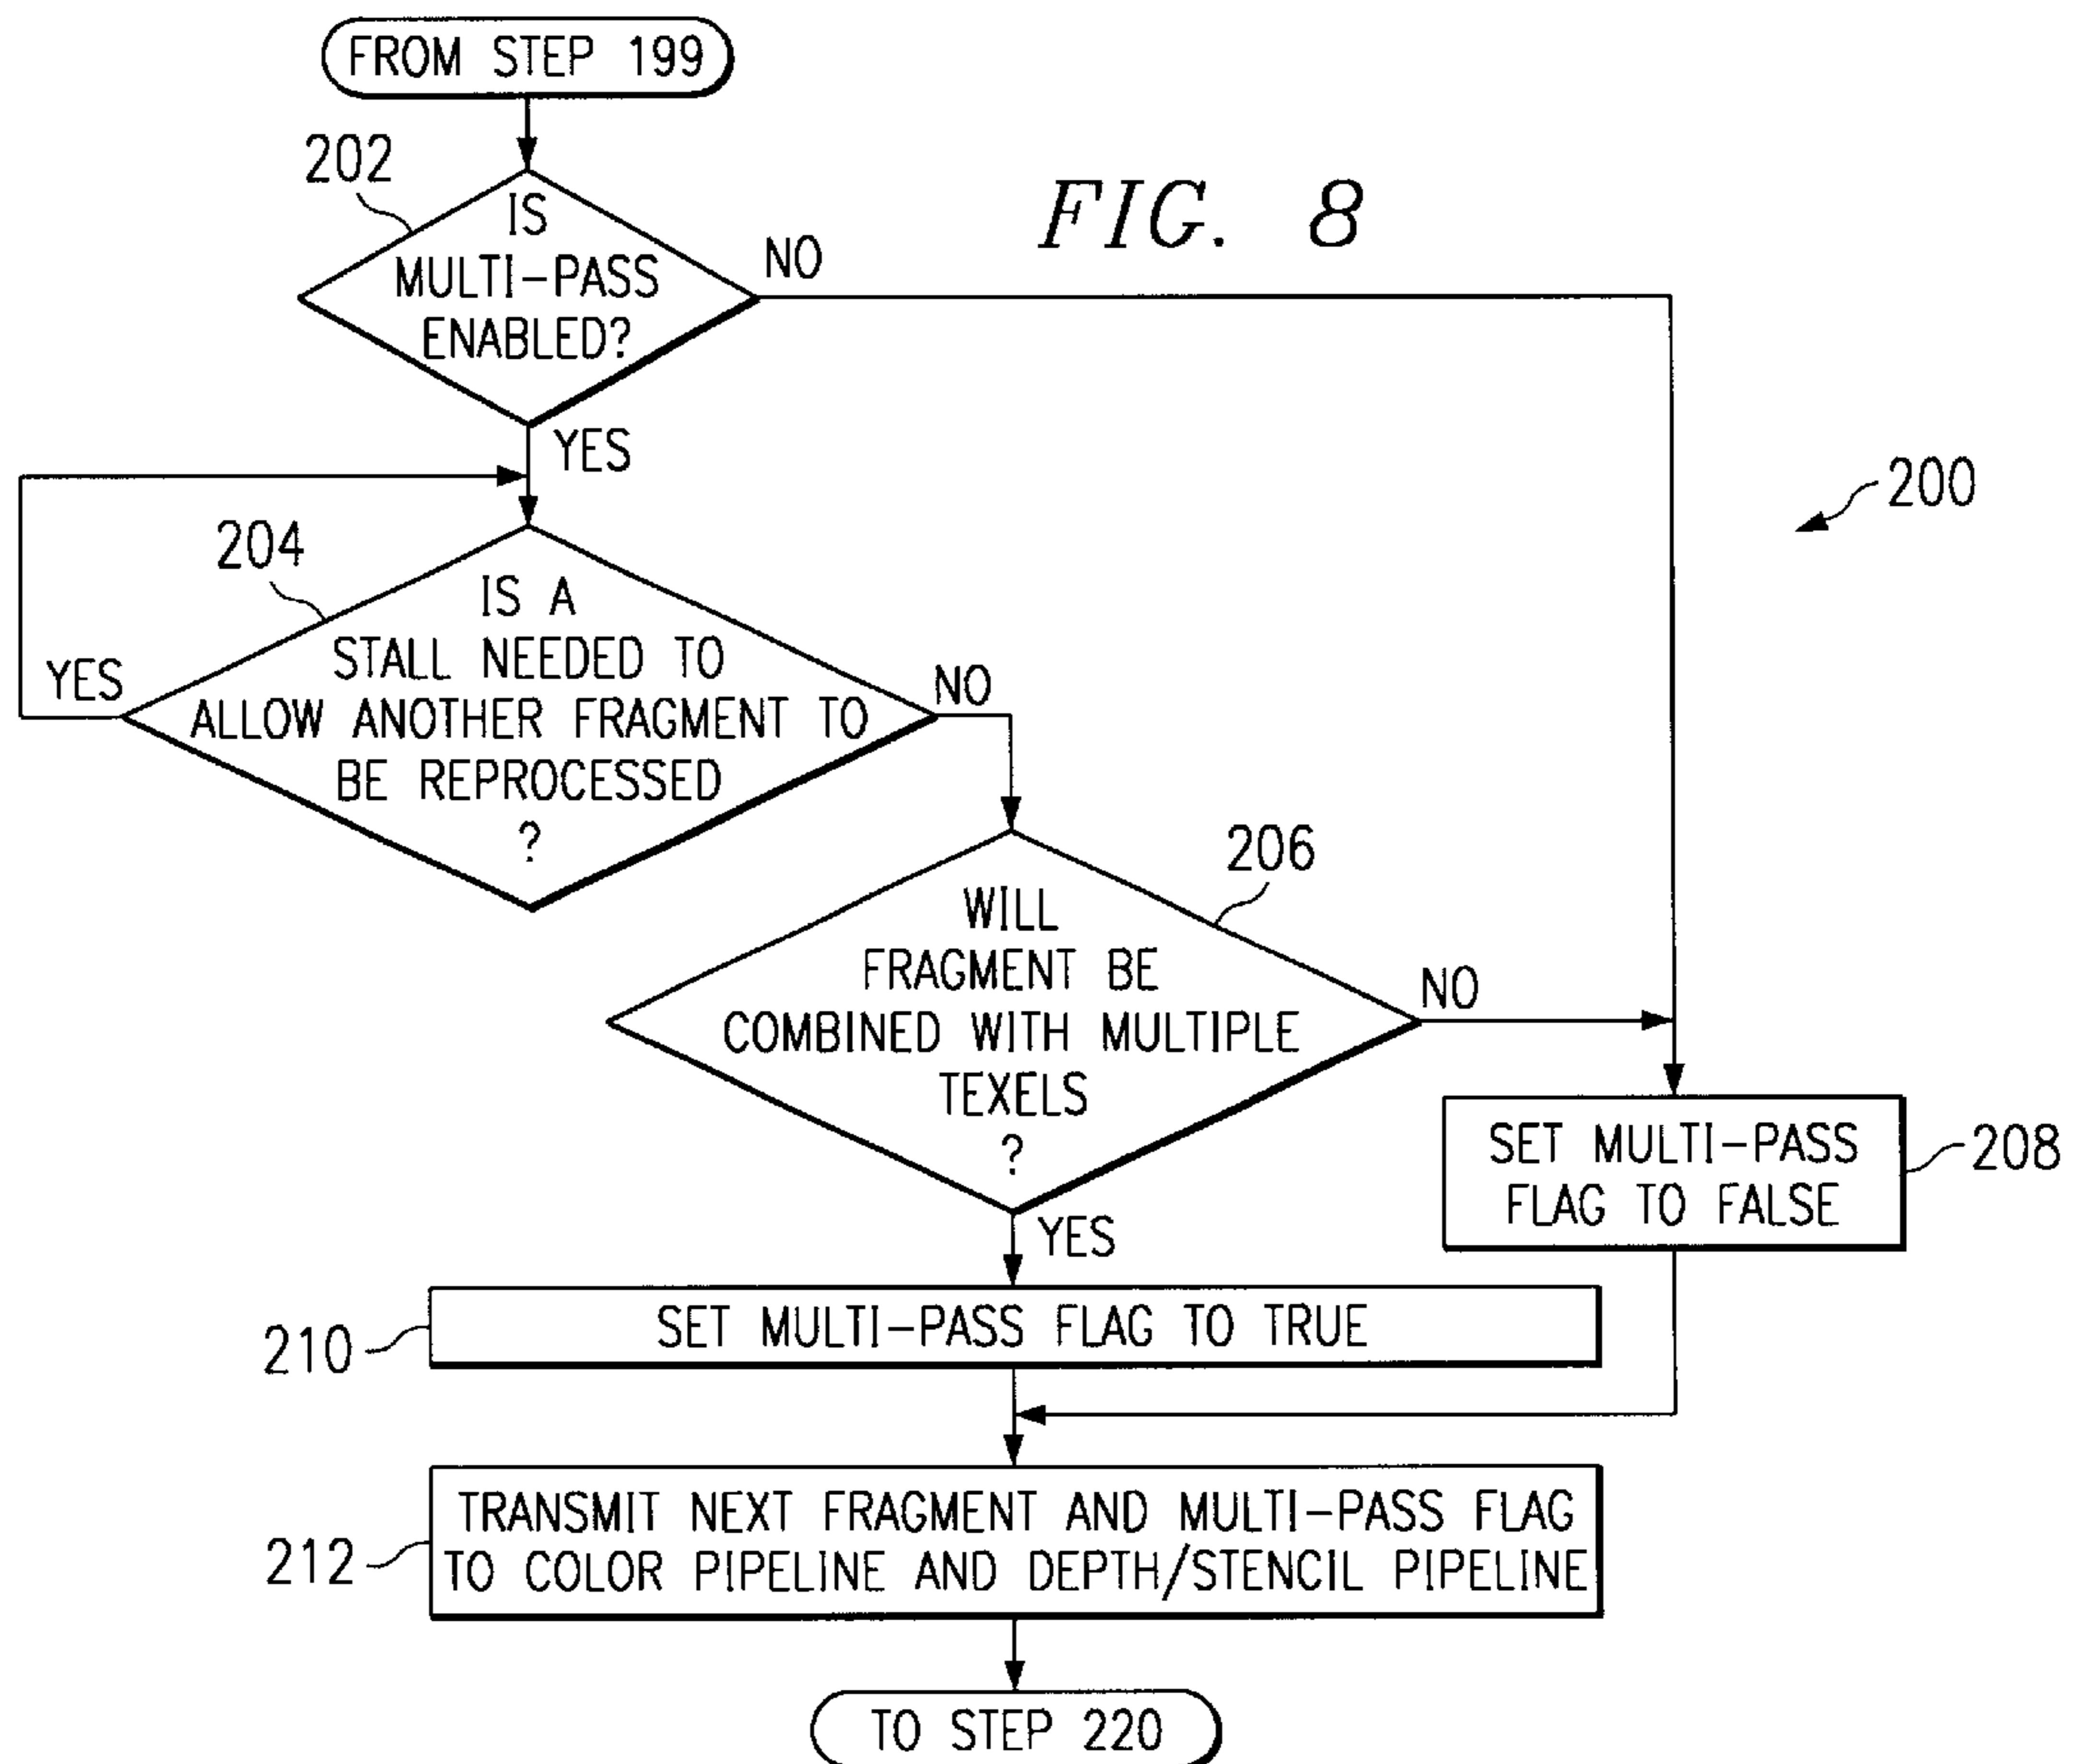 FROM STEP 199
202
IS
MULTI-PASS
ENABLED?
NO
FIG. 8
YES
200
204
IS A
STALL NEEDED TO
ALLOW ANOTHER FRAGMENT TO
BE REPROCESSED
?
YES
NO
206
WILL
FRAGMENT BE
COMBINED WITH MULTIPLE
TEXELS
?
NO
YES
SET MULTI-PASS
FLAG TO FALSE
208
210
SET MULTI-PASS FLAG TO TRUE
212
TRANSMIT NEXT FRAGMENT AND MULTI-PASS FLAG
TO COLOR PIPELINE AND DEPTH/STENCIL PIPELINE
TO STEP 220